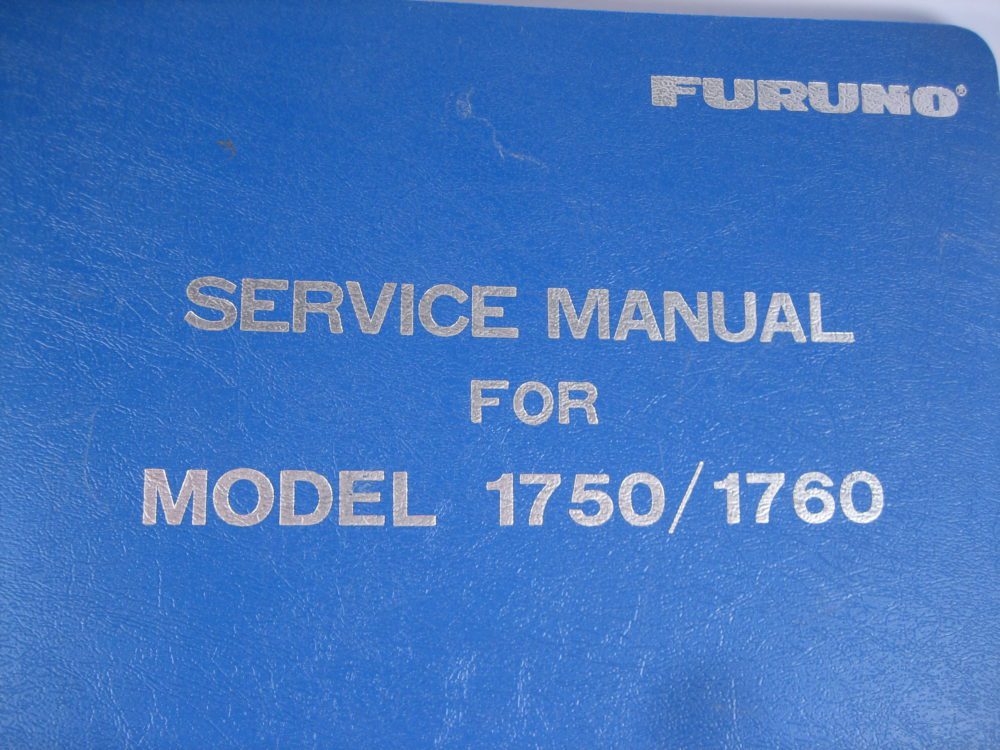 FURUNO®
SERVICE MANUAL
FOR
MODEL 1750/1760